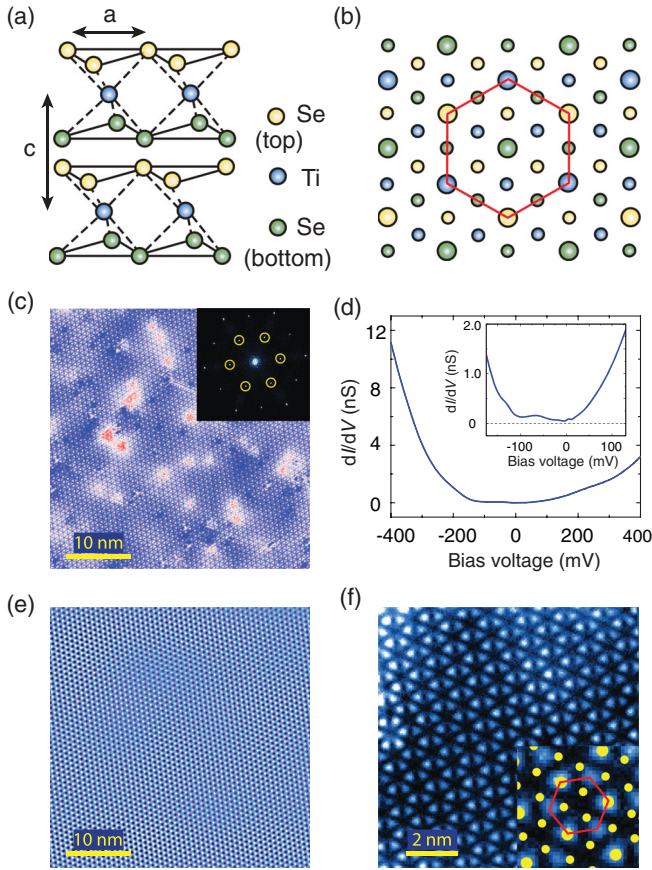 (a)
a
c
Se
(top)
Ti
Se
(bottom)
(b)
(c)
10 nm
(d)
12
8
4
0
dI/dV (nS)
-400
-200
0
200
400
Bias voltage (mV)
2.0
1.0
0
dI/dV (nS)
-100
0
100
Bias voltage (mV)
(e)
10 nm
(f)
2 nm